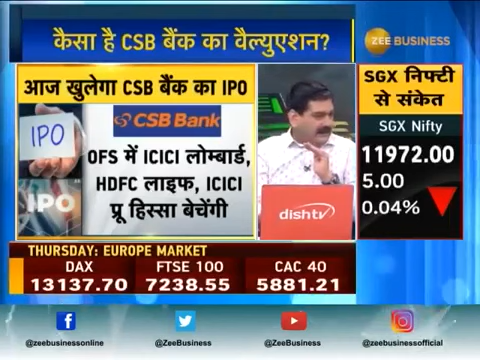 कैसा है CSB बैंक का वैल्युएशन?
ZEE BUSINESS
आज खुलेगा CSB बैंक का IPO
IPO
CSB Bank
OFS में ICICI लोम्बार्ड,
HDFC लाइफ, ICICI
प्रू हिस्सा बेचेंगी
"IPO"
dishtv
SGX निफ्टी
से संकेत
SGX Nifty
11972.00
5.00
0.04%
THURSDAY: EUROPE MARKET
DAX
13137.70
FTSE 100
7238.55
CAC 40
5881.21
@zeebusinessonline
@ZeeBusiness
@ZeeBusiness
@zeebusinessofficial